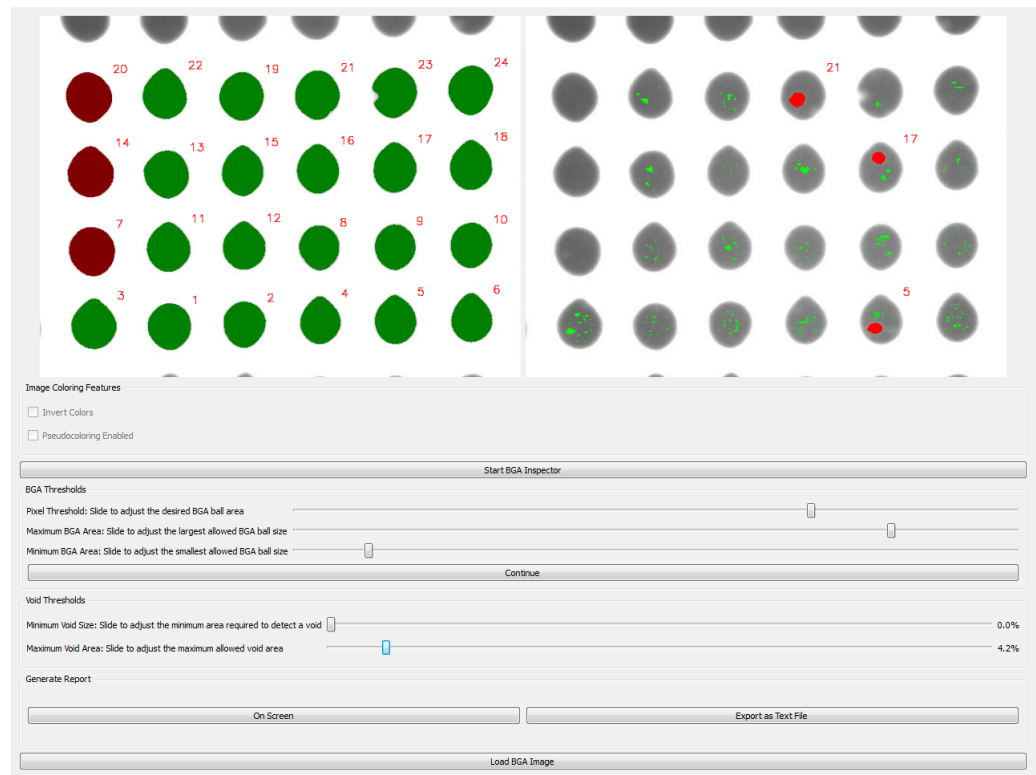 20 22 19 21 23 24 21
14 13 15 16 17 18 17
7 11 12 8 9 10
3 1 2 4 5 6 5
Image Coloring Features
Invert Colors
Pseudocoloring Enabled
Start BGA Inspector
BGA Thresholds
Pixel Threshold: Slide to adjust the desired BGA ball area
Maximum BGA Area: Slide to adjust the largest allowed BGA ball size
Minimum BGA Area: Slide to adjust the smallest allowed BGA ball size
Continue
Void Thresholds
Minimum Void Size: Slide to adjust the minimum area required to detect a void 0.0%
Maximum Void Area: Slide to adjust the maximum allowed void area 4.2%
Generate Report
On Screen Export as Text File
Load BGA Image